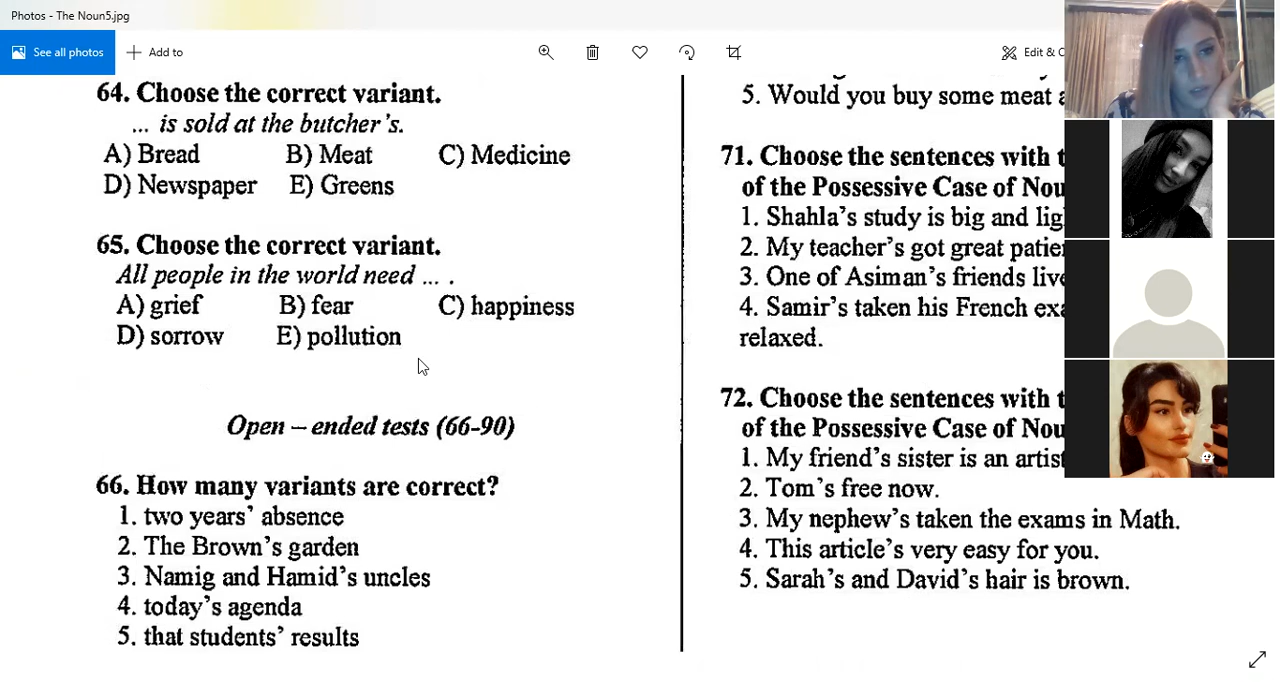 Photos - The Noun5.jpg
See all photos
Add to
Edit & C
64. Choose the correct variant.
... is sold at the butcher's.
A) Bread B) Meat C) Medicine
D) Newspaper E) Greens
65. Choose the correct variant.
All people in the world need ... .
A) grief B) fear C) happiness
D) sorrow E) pollution
Open – ended tests (66-90)
66. How many variants are correct?
1. two years' absence
2. The Brown's garden
3. Namig and Hamid's uncles
4. today's agenda
5. that students' results
5. Would you buy some meat a
71. Choose the sentences with t
of the Possessive Case of Nou
1. Shahla's study is big and lig
2. My teacher's got great patie
3. One of Asiman's friends live
4. Samir's taken his French exa
relaxed.
72. Choose the sentences with t
of the Possessive Case of Nou
1. My friend's sister is an artist
2. Tom's free now.
3. My nephew's taken the exams in Math.
4. This article's very easy for you.
5. Sarah's and David's hair is brown.